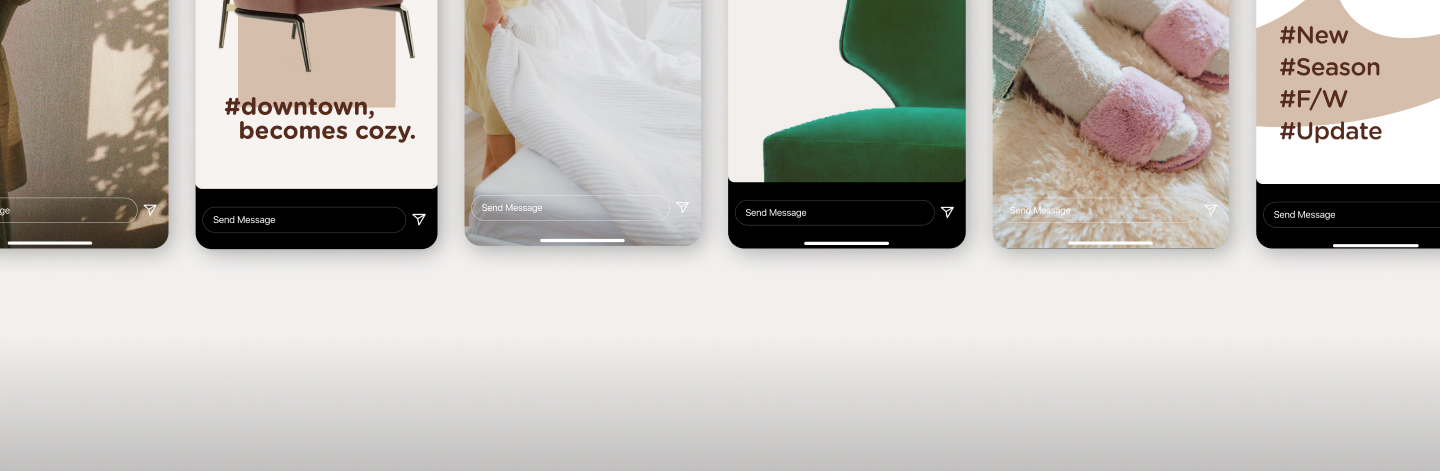 ge
#downtown,
becomes cozy.
Send Message
Send Message
Send Message
Send Message
#New
#Season
#F/W
#Update
Send Message